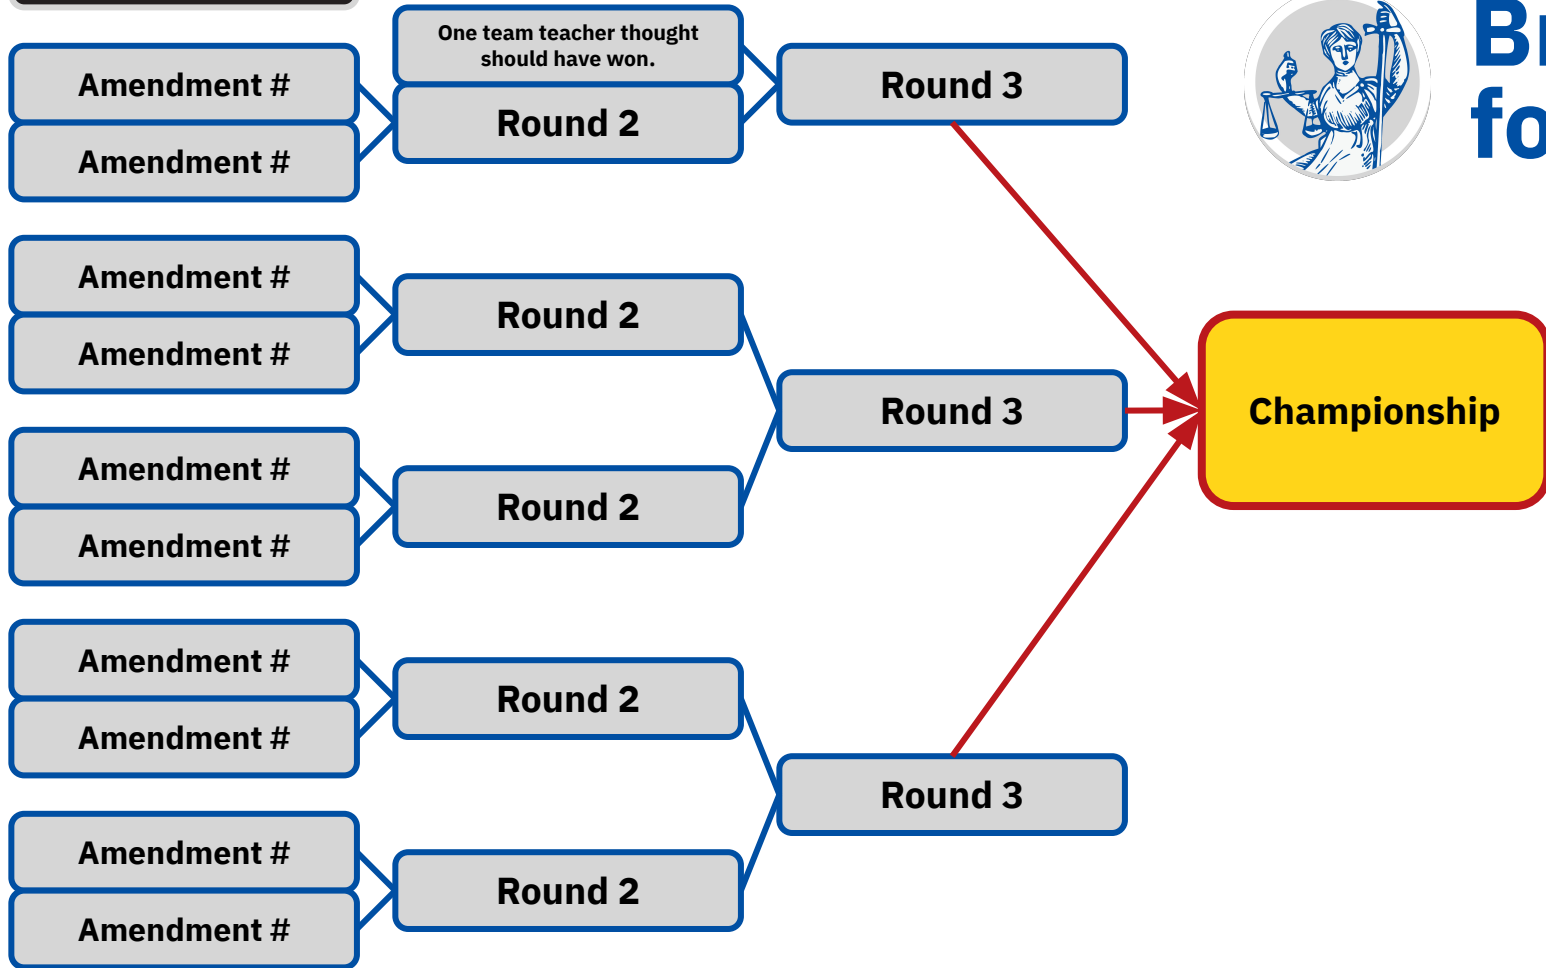 One team teacher thought
should have won.
Amendment #
Amendment #
Round 2
Round 3
Amendment #
Amendment #
Round 2
Round 3
Amendment #
Amendment #
Round 2
Championship
Amendment #
Amendment #
Round 2
Round 3
Amendment #
Amendment #
Round 2